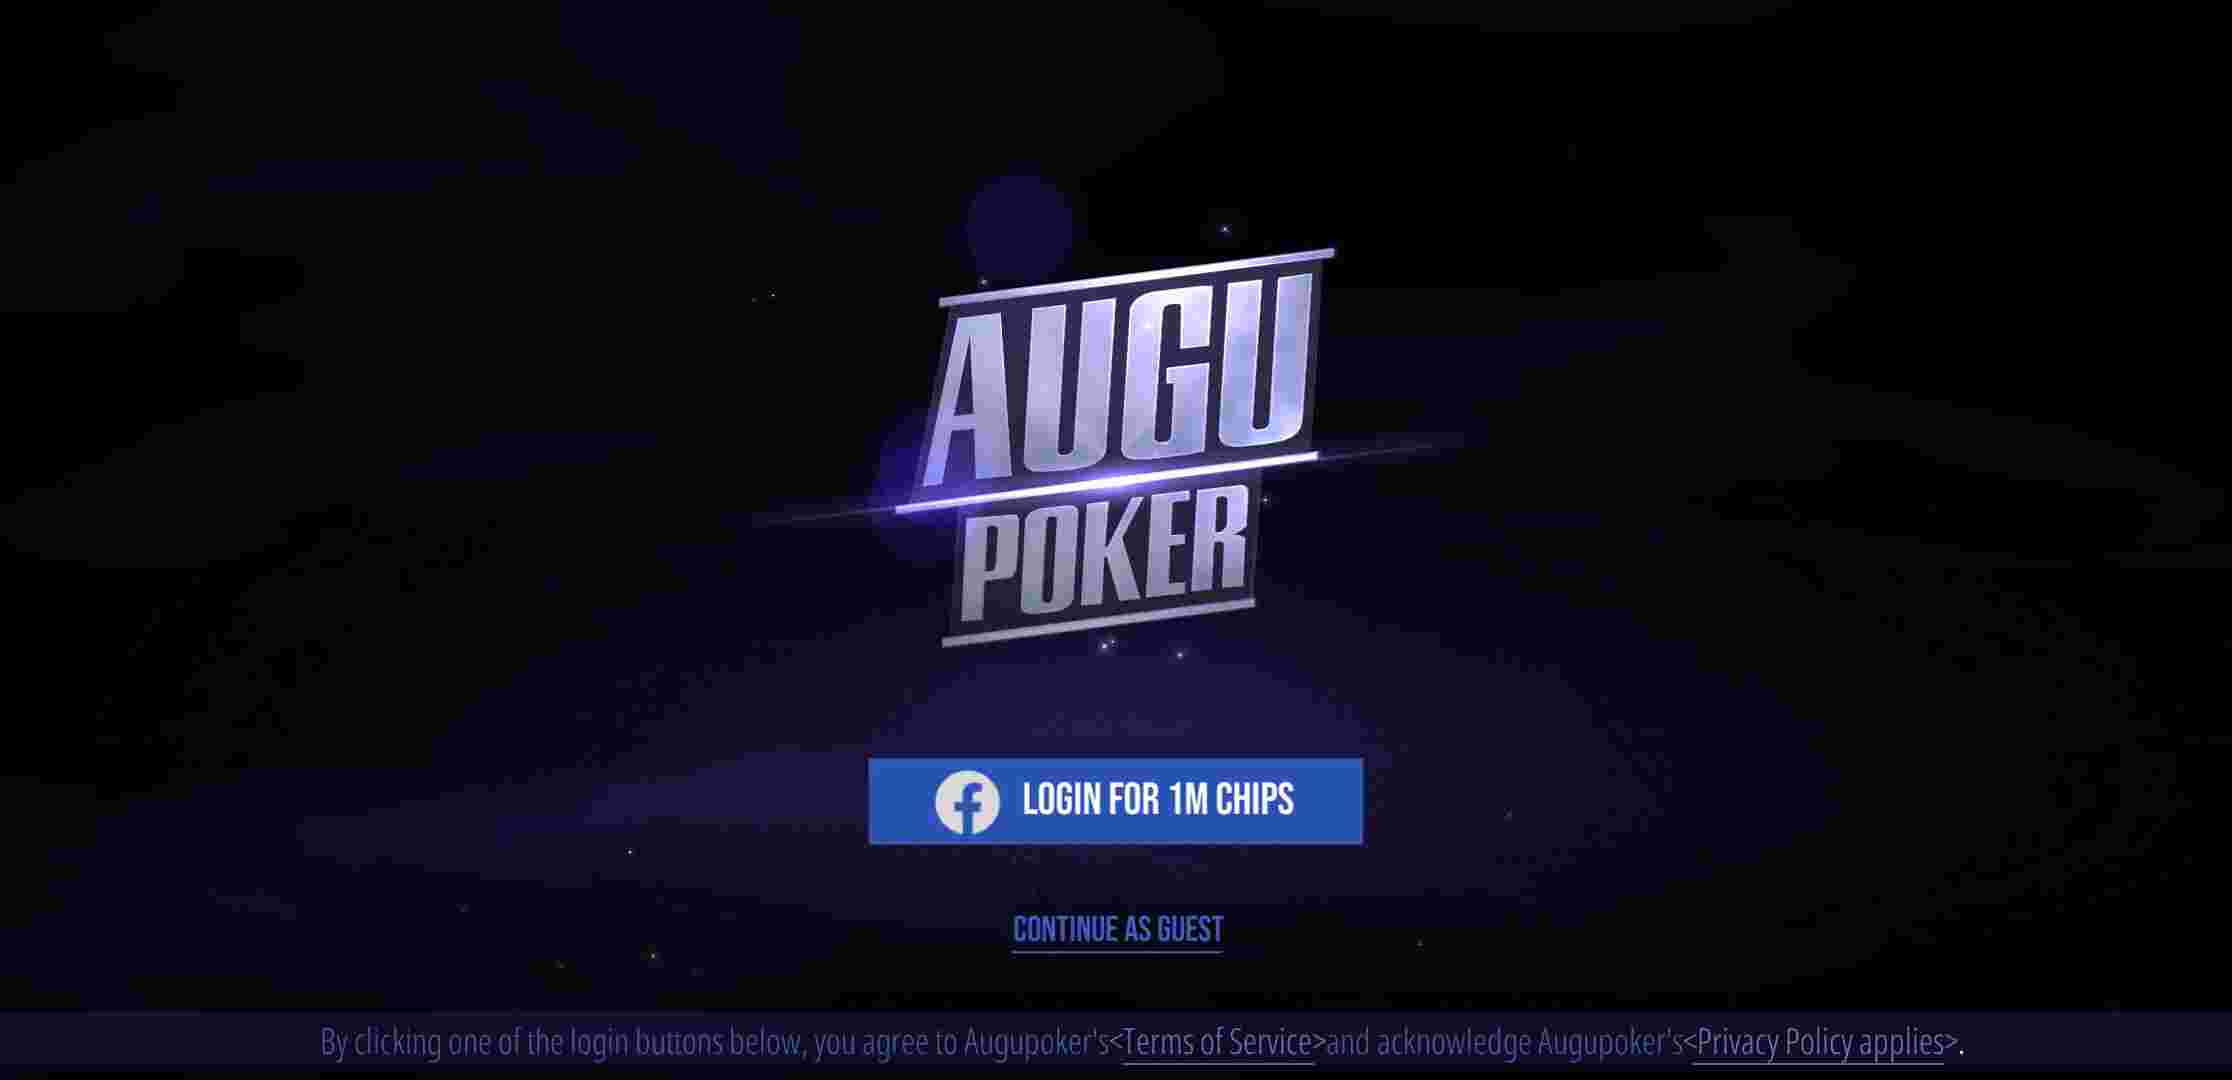 AUGU
POKER
LOGIN FOR 1M CHIPS
CONTINUE AS GUEST
By clicking one of the login buttons below, you agree to Augupoker's<Terms of Service>and acknowledge Augupoker's<Privacy Policy applies>.